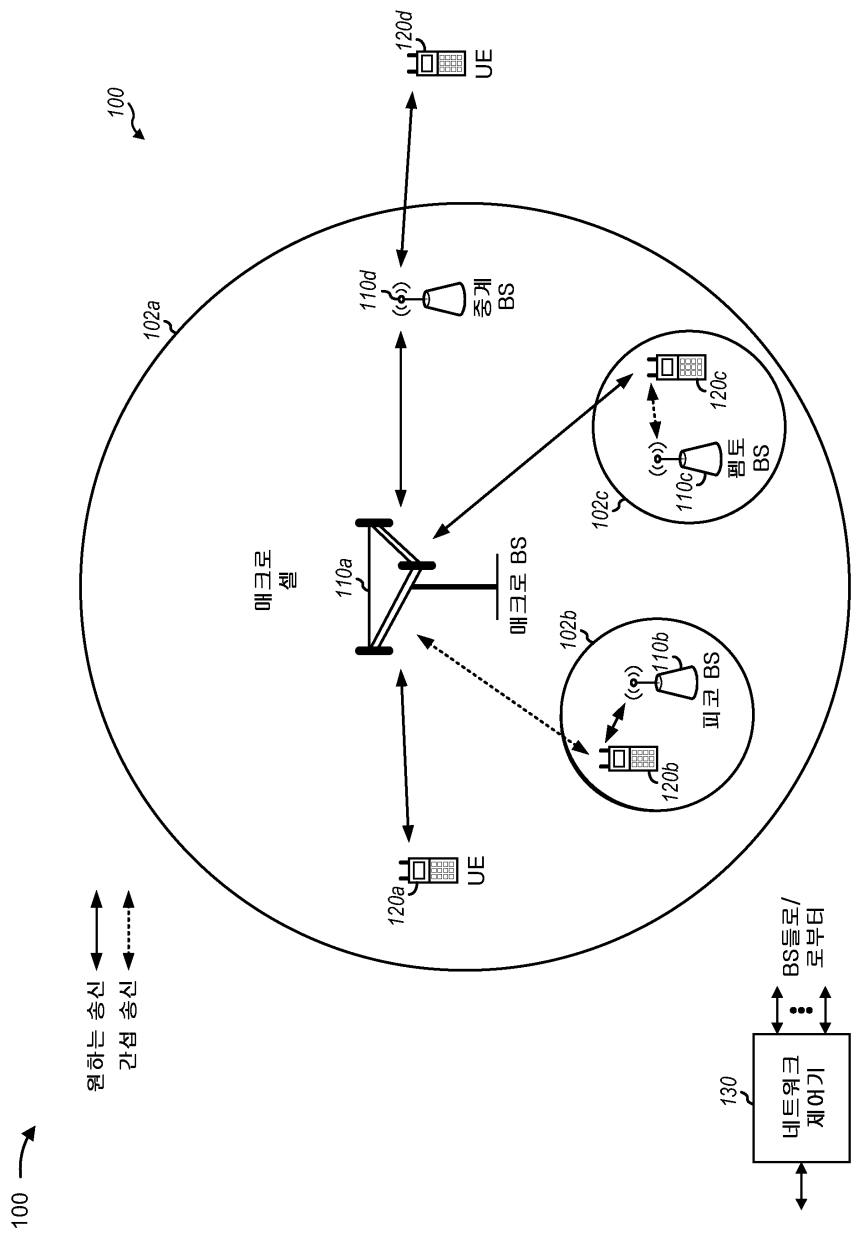 100
원하는 송신
간섭 송신
100
102a
매크로
셀
110a
매크로 BS
120a
UE
110d
중계
BS
120d
UE
102b
110b
피코 BS
120b
102c
110c
펨토
BS
120c
130
네트워크
제어기
BS들로/
로부터